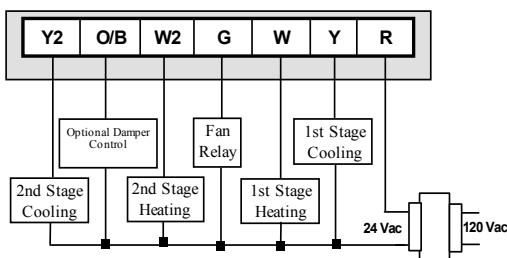 Y2 O/B W2 G W Y R
Optional Damper
Control
Fan
Relay
1st Stage
Cooling
2nd Stage
Cooling
2nd Stage
Heating
1st Stage
Heating
24 Vac
120 Vac